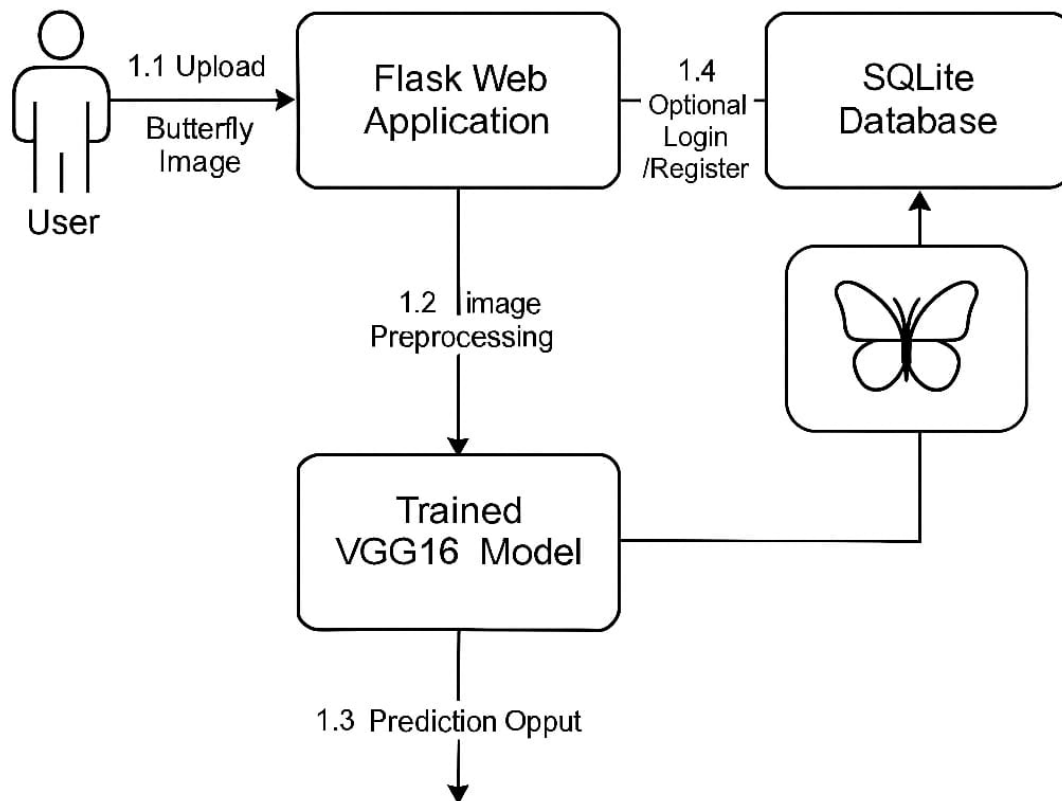 1.1 Upload
Butterfly
Image
User
Flask Web
Application
1.4
Optional
Login
/Register
SQLite
Database
1.2 image
Preprocessing
Trained
VGG16 Model
1.3 Prediction Opput